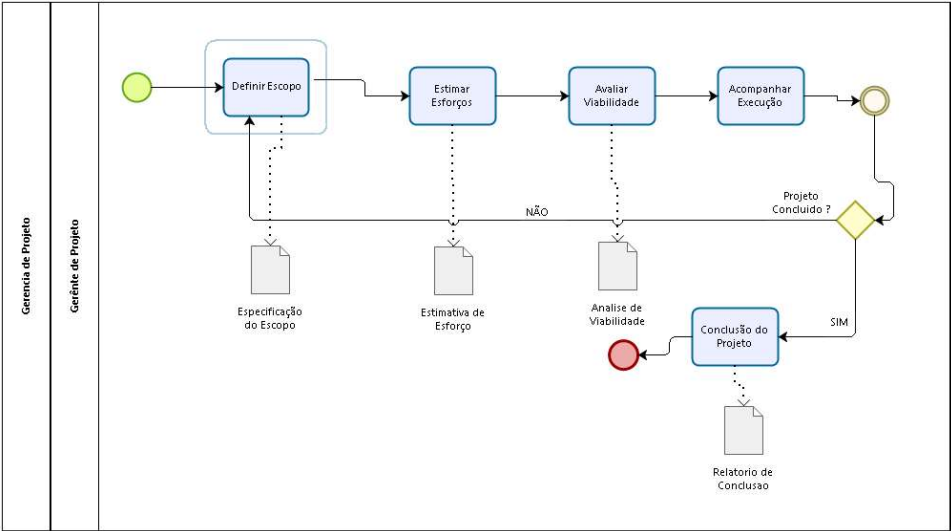 Gerencia de Projeto
Gerênte de Projeto
Definir Escopo
Estimar
Esforços
Avaliar
Viabilidade
Acompanhar
Execução
Projeto
Concluido ?
NÃO
SIM
Especificação
do Escopo
Estimativa de
Esforço
Analise de
Viabilidade
Conclusão do
Projeto
Relatorio de
Conclusao